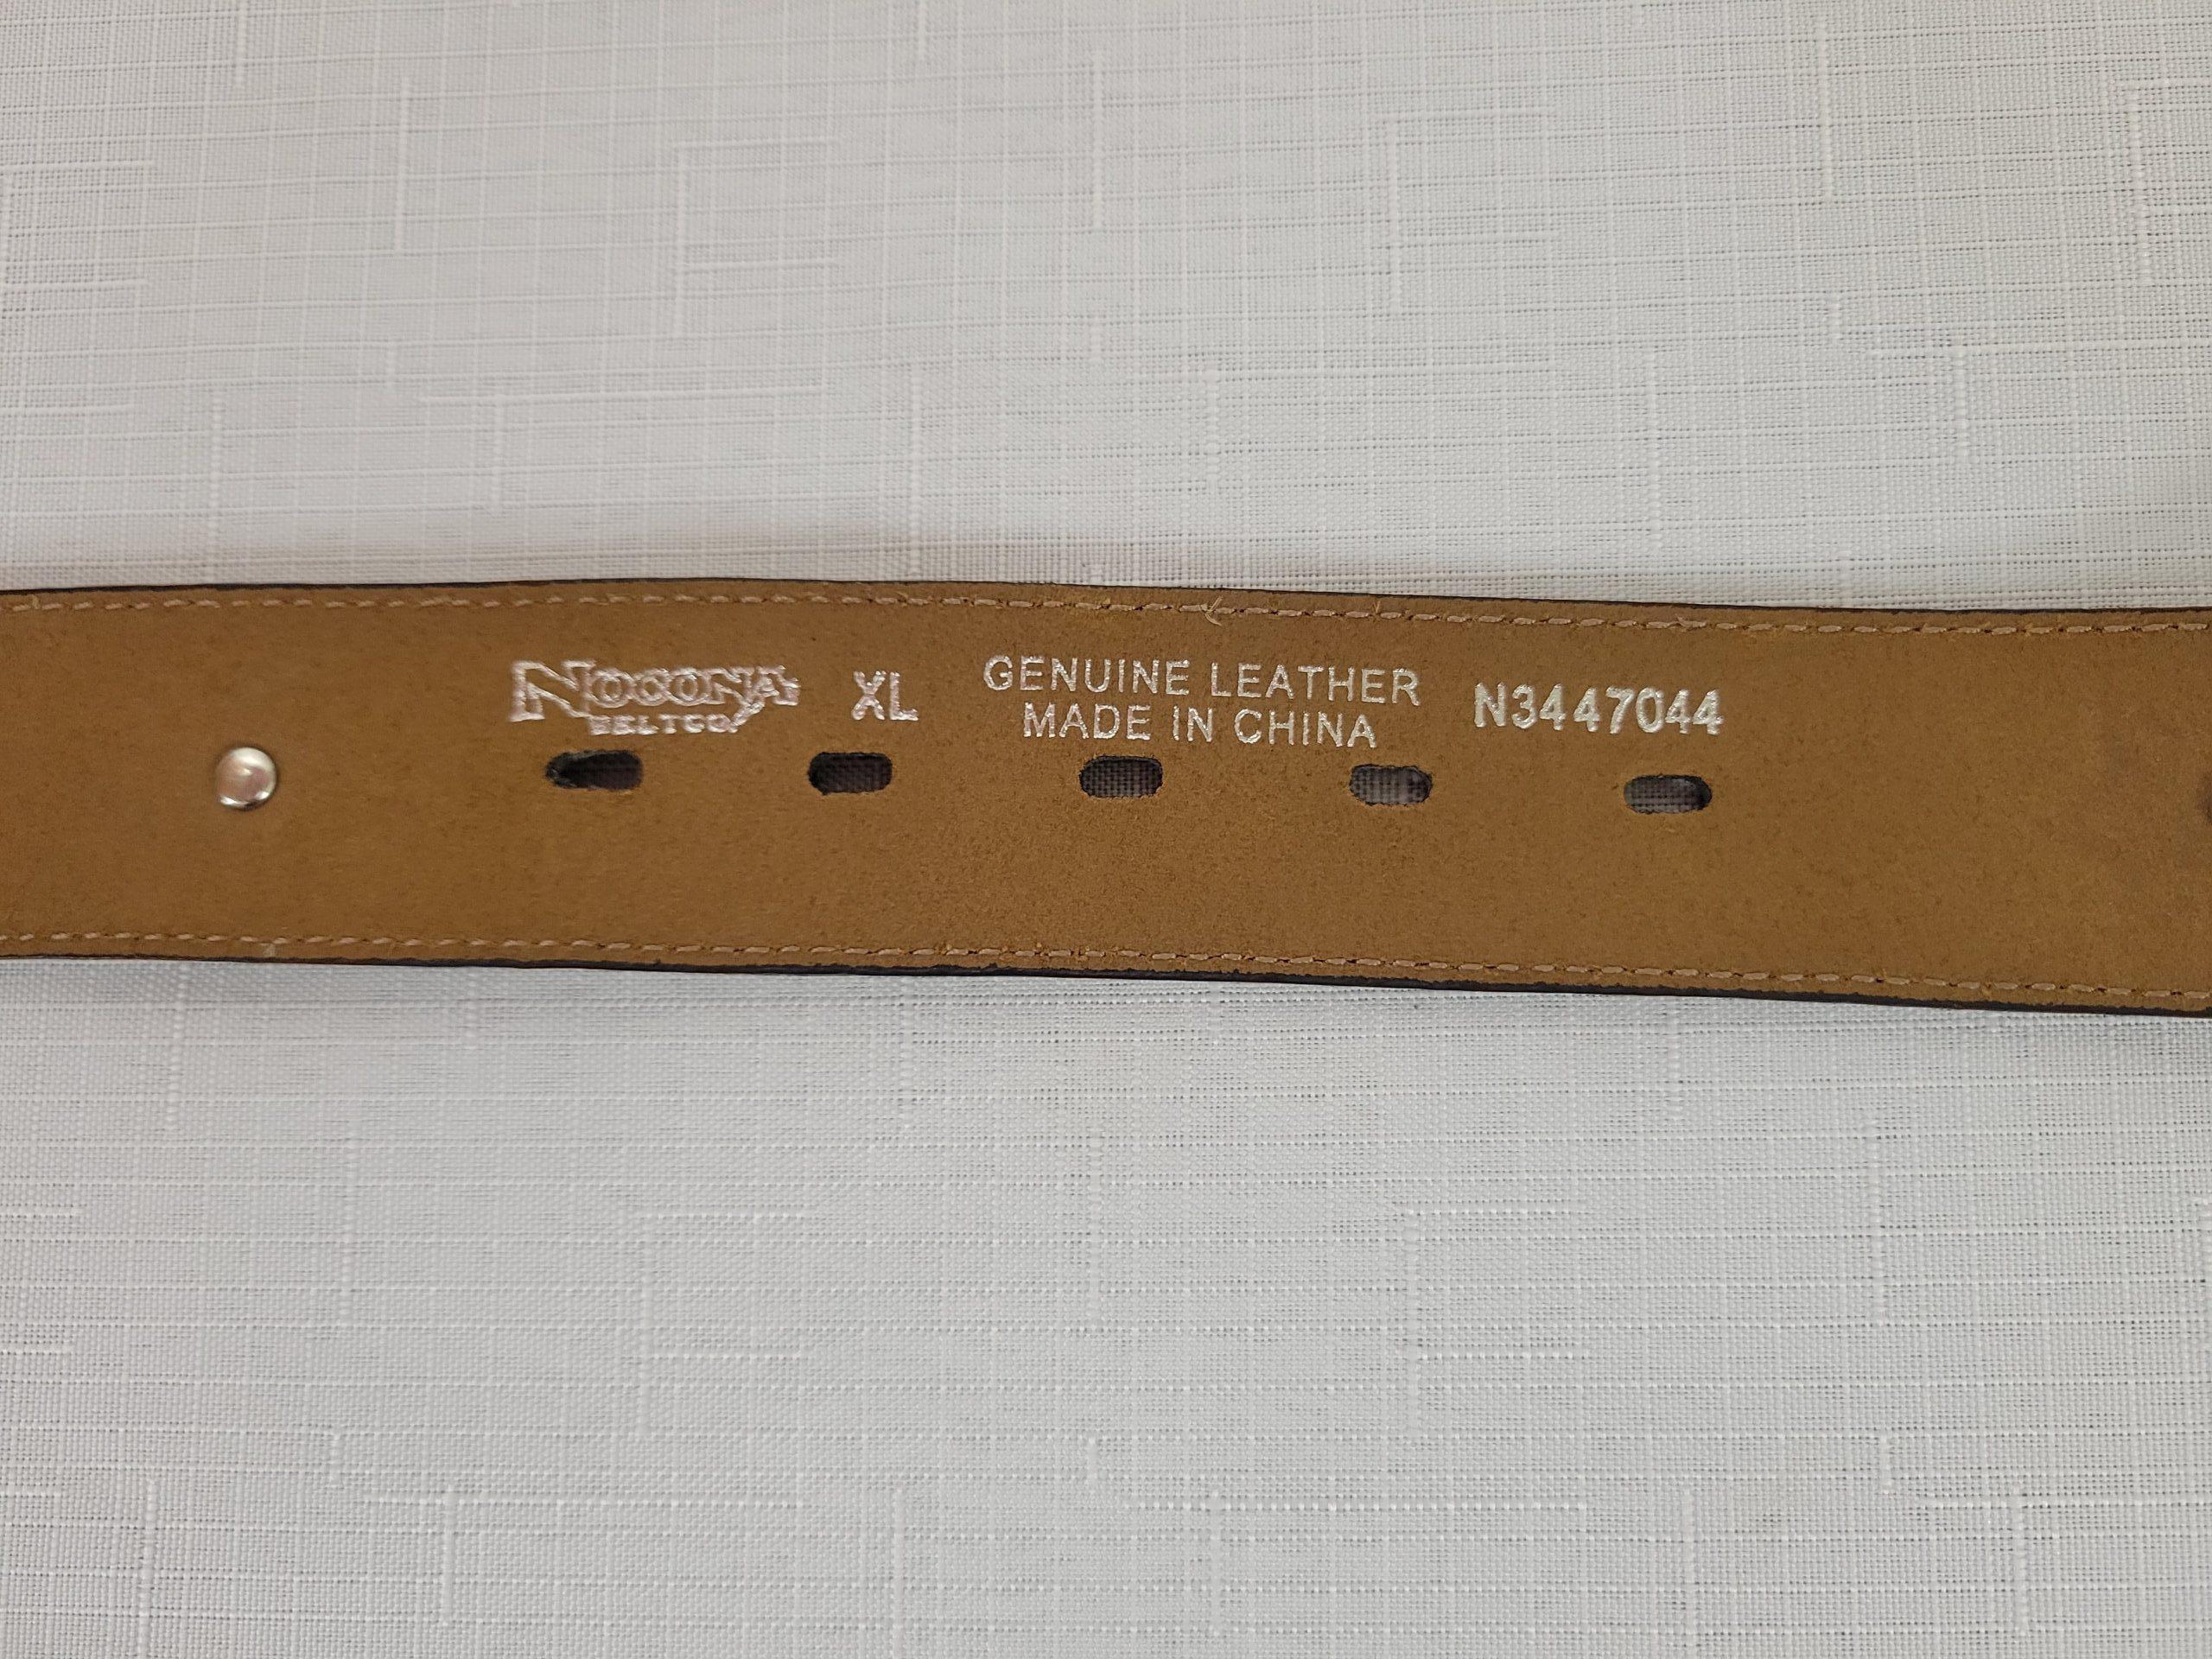 NOCONA
BELT CO
XL
GENUINE LEATHER
MADE IN CHINA
N3447044